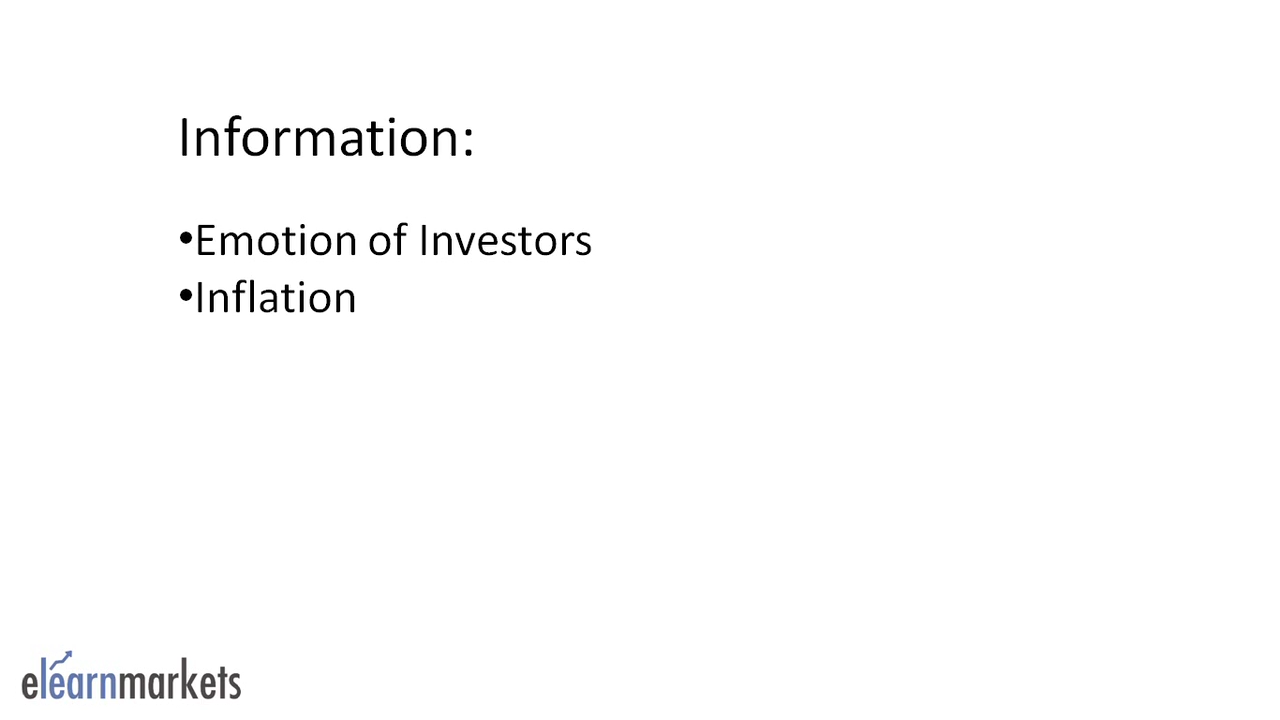 Information:
•Emotion of Investors
•Inflation
elearnmarkets